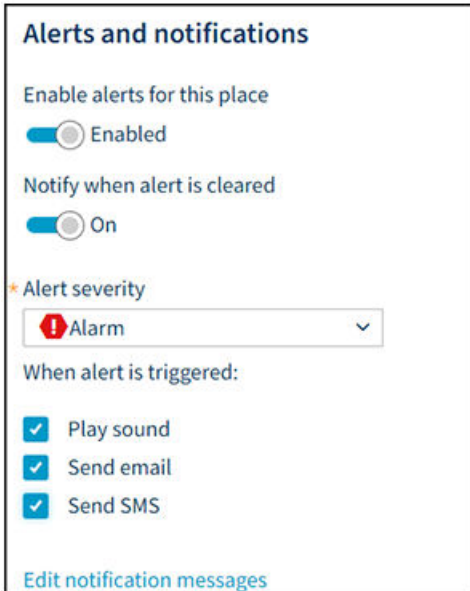 Alerts and notifications
Enable alerts for this place
Enabled
Notify when alert is cleared
On
* Alert severity
Alarm
When alert is triggered:
Play sound
Send email
Send SMS
Edit notification messages